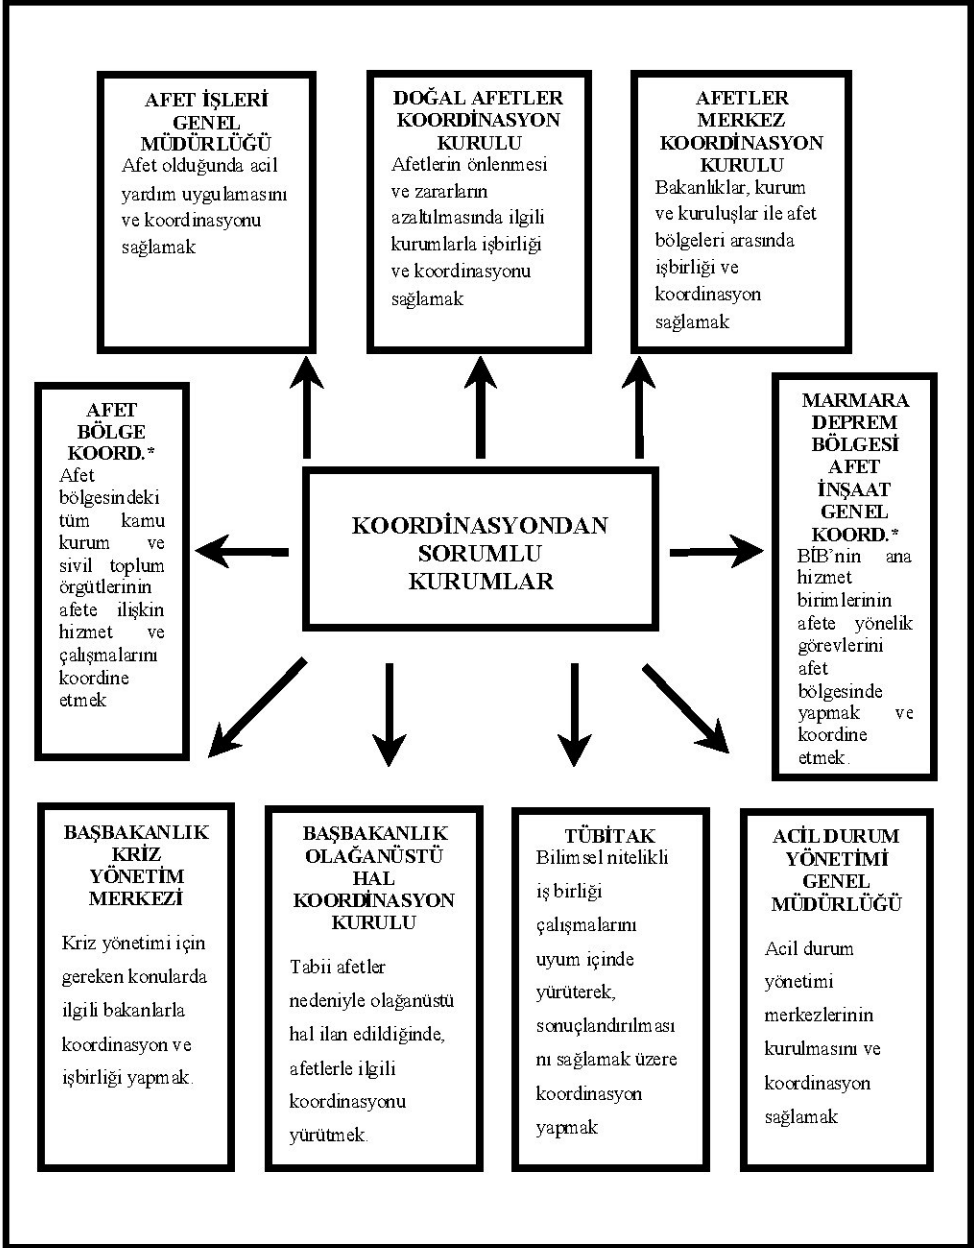 AFET İŞLERİ
GENEL
MÜDÜRLÜĞÜ
Afet olduğunda acil
yardım uygulamasını
ve koordinasyonu
sağlamak
DOĞAL AFETLER
KOORDİNASYON
KURULU
Afetlerin önlenmesi
ve zararların
azaltılmasında ilgili
kurumlarla işbirliği
ve koordinasyonu
sağlamak
AFETLER
MERKEZ
KOORDİNASYON
KURULU
Bakanlıklar, kurum
ve kuruluşlar ile afet
bölgeleri arasında
işbirliği ve
koordinasyon
sağlamak
AFET
BÖLGE
KOORD.*
Afet
bölgesindeki
tüm kamu
kurum ve
sivil toplum
örgütlerinin
afete ilişkin
hizmet ve
çalışmalarını
koordine
etmek
KOORDİNASYONDAN
SORUMLU
KURUMLAR
MARMARA
DEPREM
BÖLGESİ
AFET
İNŞAAT
GENEL
KOORD.*
BİB’nin ana
hizmet
birimlerinin
afete yönelik
görevlerini
afet
bölgesinde
yapmak ve
koordine
etmek.
BAŞBAKANLIK
KRİZ
YÖNETİM
MERKEZİ
Kriz yönetimi için
gereken konularda
ilgili bakanlarla
koordinasyon ve
işbirliği yapmak.
BAŞBAKANLIK
OLAĞANÜSTÜ
HAL
KOORDİNASYON
KURULU
Tabii afetler
nedeniyle olağanüstü
hal ilan edildiğinde,
afetlerle ilgili
koordinasyonu
yürütmek.
TÜBİTAK
Bilimsel nitelikli
iş birliği
çalışmalarını
uyum içinde
yürüterek,
sonuçlandırılması
nı sağlamak üzere
koordinasyon
yapmak
ACİL DURUM
YÖNETİMİ
GENEL
MÜDÜRLÜĞÜ
Acil durum
yönetimi
merkezlerinin
kurulmasını ve
koordinasyon
sağlamak